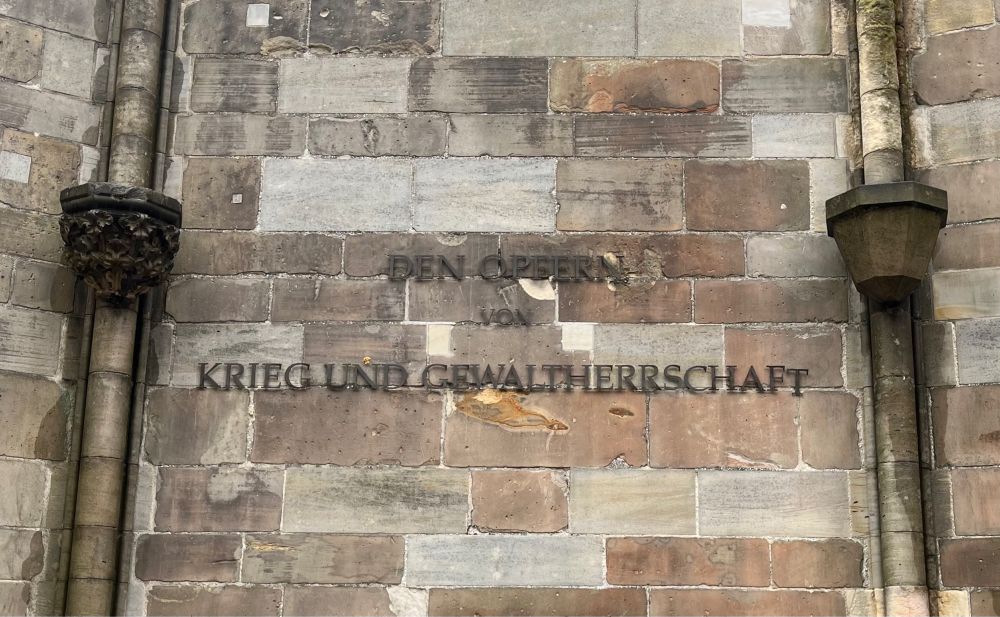 DEN OPFERN
VON
KRIEG UND GEWALTHERRSCHAFT